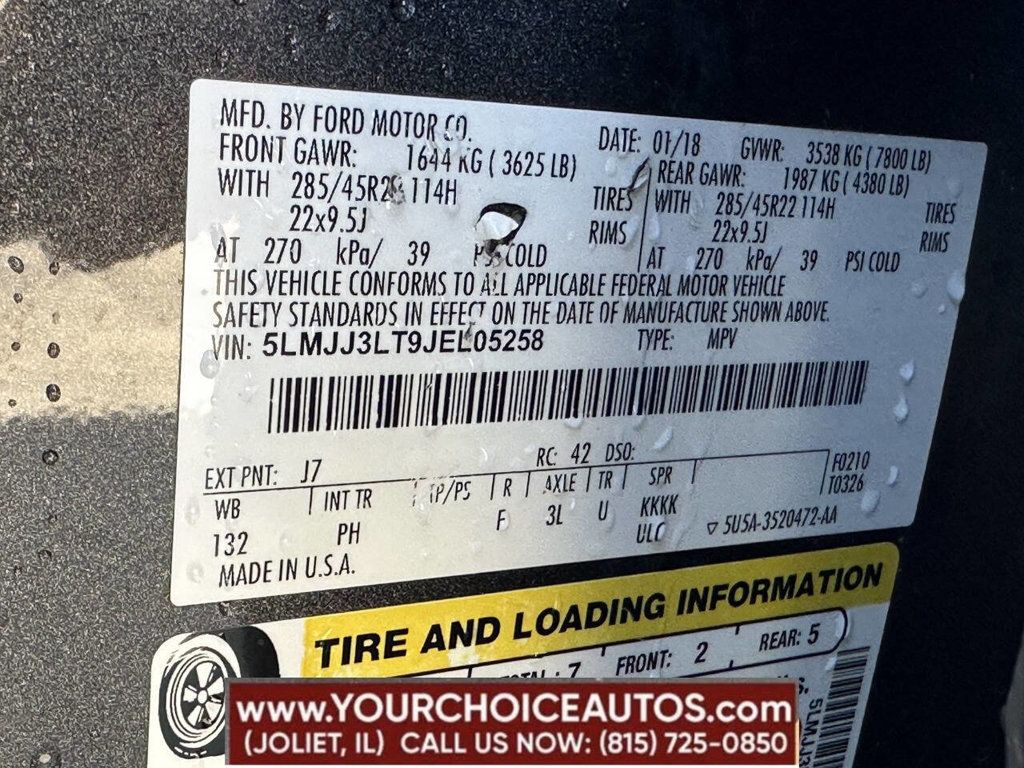 MFD. BY FORD MOTOR CO.
DATE: 01/18 GVWR: 3538 KG ( 7800 LB)
FRONT GAWR: 1644 KG ( 3625 LB) REAR GAWR: 1987 KG ( 4380 LB)
WITH 285/45R22 114H TIRES WITH 285/45R22 114H TIRES
22x9.5J RIMS 22x9.5J RIMS
AT 270 kPa/ 39 PSI COLD AT 270 kPa/ 39 PSI COLD
THIS VEHICLE CONFORMS TO ALL APPLICABLE FEDERAL MOTOR VEHICLE
SAFETY STANDARDS IN EFFECT ON THE DATE OF MANUFACTURE SHOWN ABOVE.
VIN: 5LMJJ3LT9JEL05258 TYPE: MPV
EXT PNT: J7 RC: 42 DSO:
WB INT TR TP/PS R AXLE TR SPR F0210
T0326
132 PH F 3L U KKKK
ULC ▽ 5U5A-3520472-AA
MADE IN U.S.A.
TIRE AND LOADING INFORMATION
TOTAL: 7 FRONT: 2 REAR: 5
www.YOURCHOICEAUTOS.com
(JOLIET, IL) CALL US NOW: (815) 725-0850